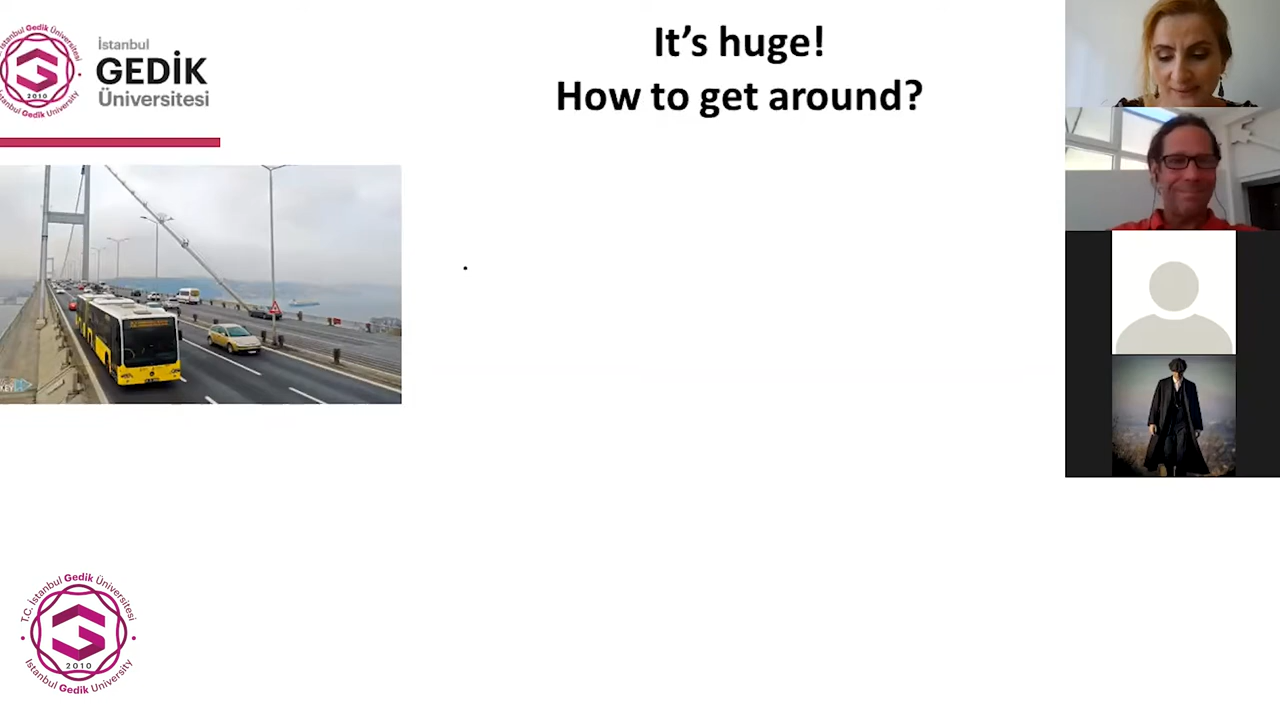 It's huge!
How to get around?
İstanbul
GEDİK
Üniversitesi
İstanbul Gedik Üniversitesi
2010
İstanbul Gedik University
.
KEY
T.C. İstanbul Gedik Üniversitesi
2010
İstanbul Gedik University